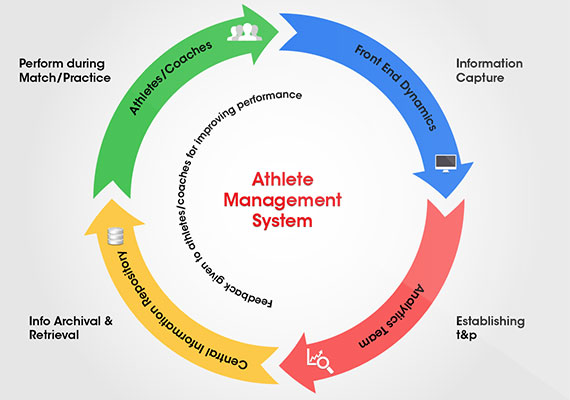 Perform during
Match/Practice
Athletes/Coaches
Front End Dynamics
Information
Capture
Feedback given to athletes/coaches for improving performance
Athlete
Management
System
Info Archival &
Retrieval
Central Information Repository
Analytics Team
Establishing
t&p